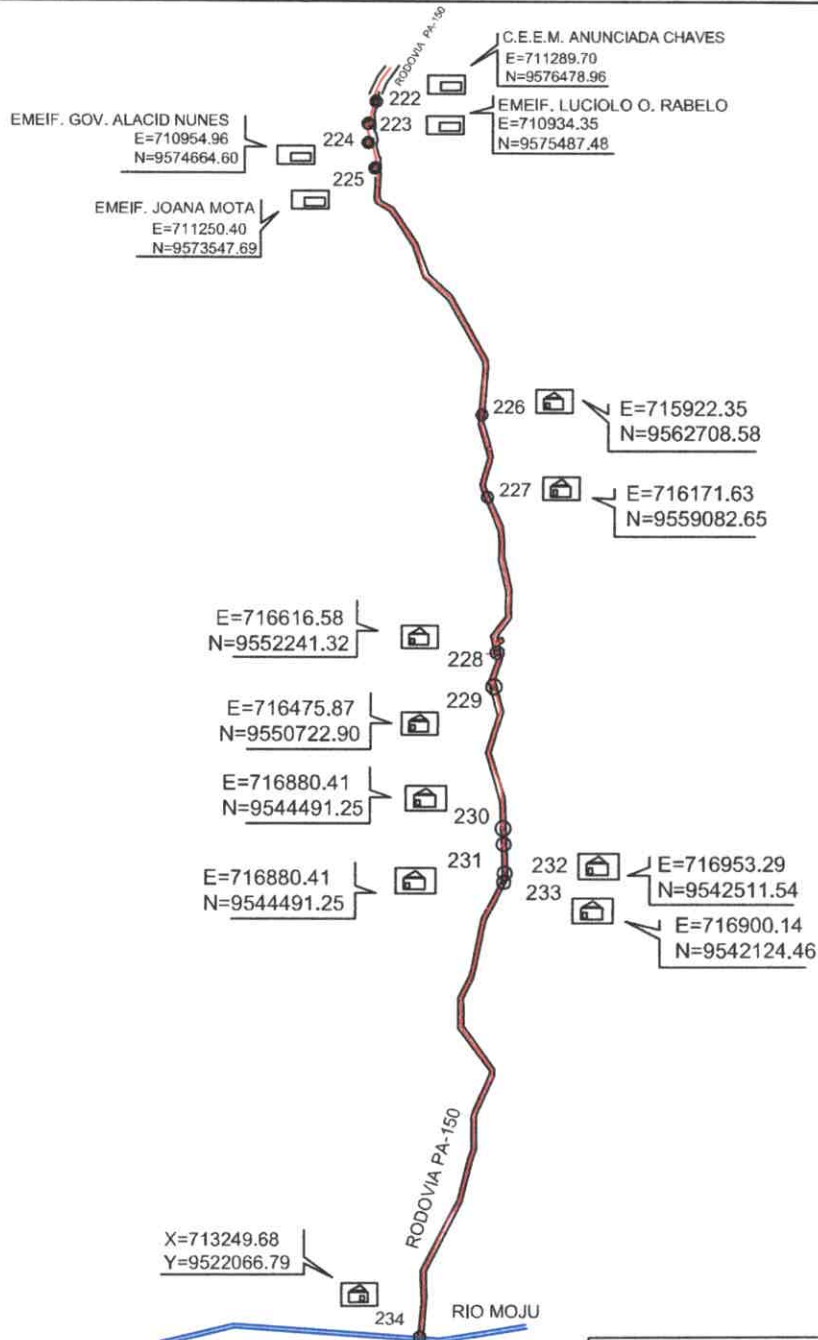 RODOVIA PA-150
C.E.E.M. ANUNCIADA CHAVES
E=711289.70
N=9576478.96
222
EMEIF. LUCIOLO O. RABELO
E=710934.35
N=9575487.48
223
EMEIF. GOV. ALACID NUNES
E=710954.96
N=9574664.60
224
225
EMEIF. JOANA MOTA
E=711250.40
N=9573547.69
226
E=715922.35
N=9562708.58
227
E=716171.63
N=9559082.65
E=716616.58
N=9552241.32
228
229
E=716475.87
N=9550722.90
E=716880.41
N=9544491.25
230
231
E=716880.41
N=9544491.25
232
E=716953.29
N=9542511.54
233
E=716900.14
N=9542124.46
RODOVIA PA-150
X=713249.68
Y=9522066.79
234
RIO MOJU